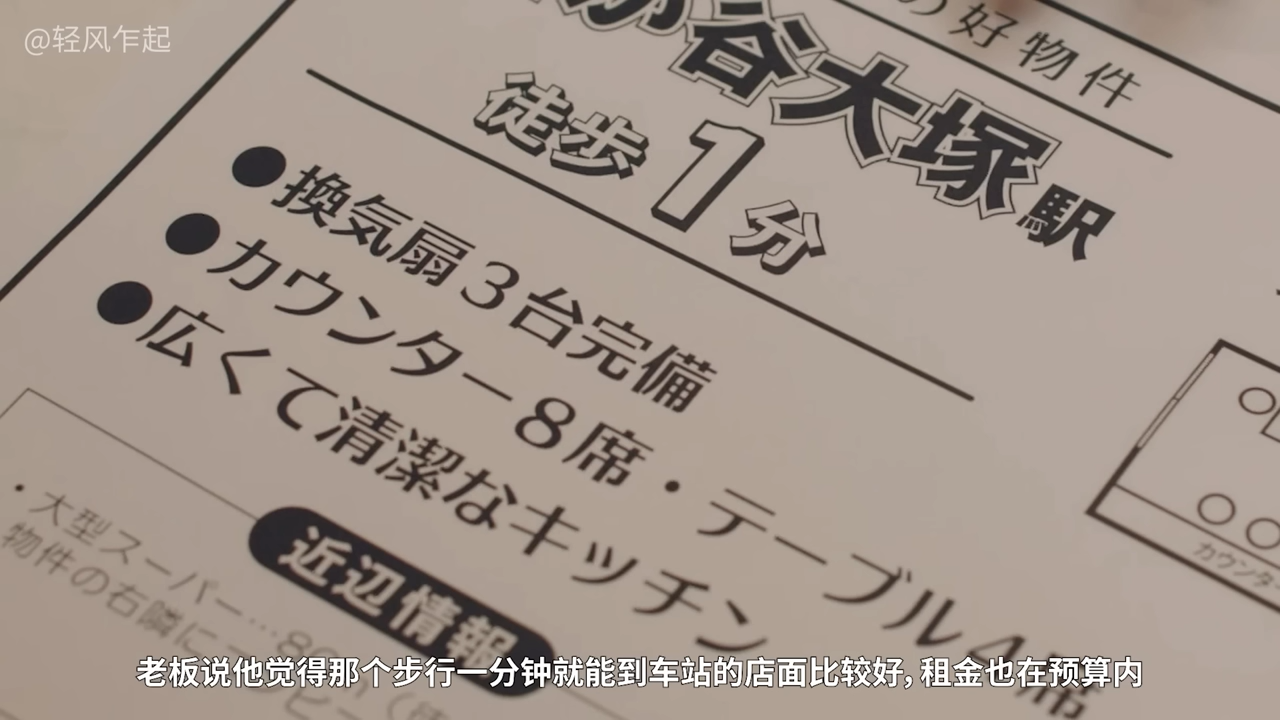 @轻风乍起
の好物件
谷大塚駅
徒歩1分
●換気扇3台完備
●カウンター8席・テーブル4席
●広くて清潔なキッチン
近辺情報
・大型スーパー…
物件の右隣に
カウンター
老板说他觉得那个步行一分钟就能到车站的店面比较好, 租金也在预算内